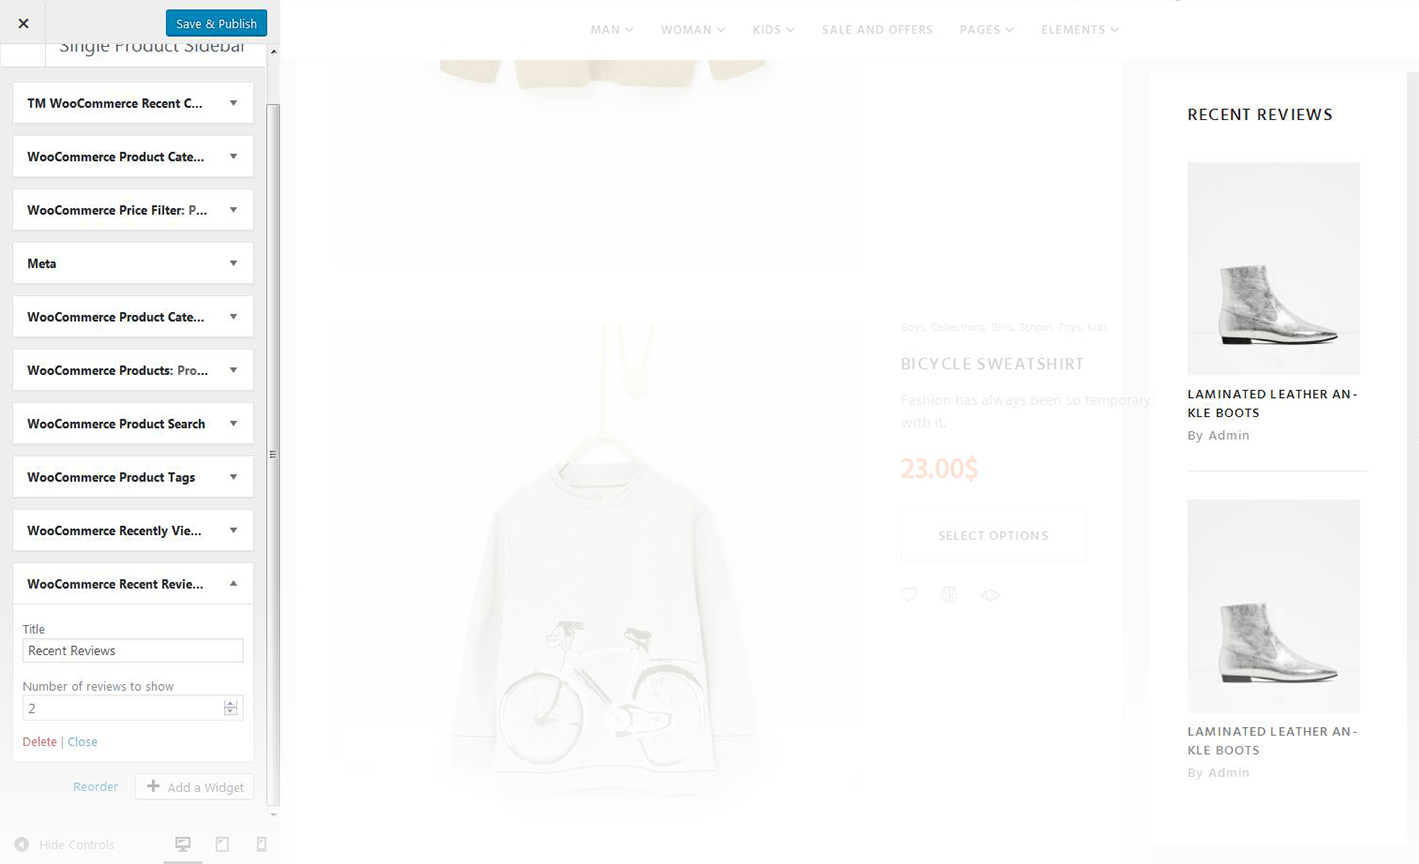 Save & Publish
Single Product Sidebar
TM WooCommerce Recent C...
WooCommerce Product Cate...
WooCommerce Price Filter: P...
Meta
WooCommerce Product Cate...
WooCommerce Products: Pro...
WooCommerce Product Search
WooCommerce Product Tags
WooCommerce Recently Vie...
WooCommerce Recent Revie...
Title
Recent Reviews
Number of reviews to show
2
Delete | Close
Reorder
Add a Widget
Hide Controls
MAN WOMAN KIDS SALE AND OFFERS PAGES ELEMENTS
Boys, Collections, Girls, School, Toys, Kids
BICYCLE SWEATSHIRT
Fashion has always been so temporary
with it.
23.00$
SELECT OPTIONS
RECENT REVIEWS
LAMINATED LEATHER AN-
KLE BOOTS
By Admin
LAMINATED LEATHER AN-
KLE BOOTS
By Admin